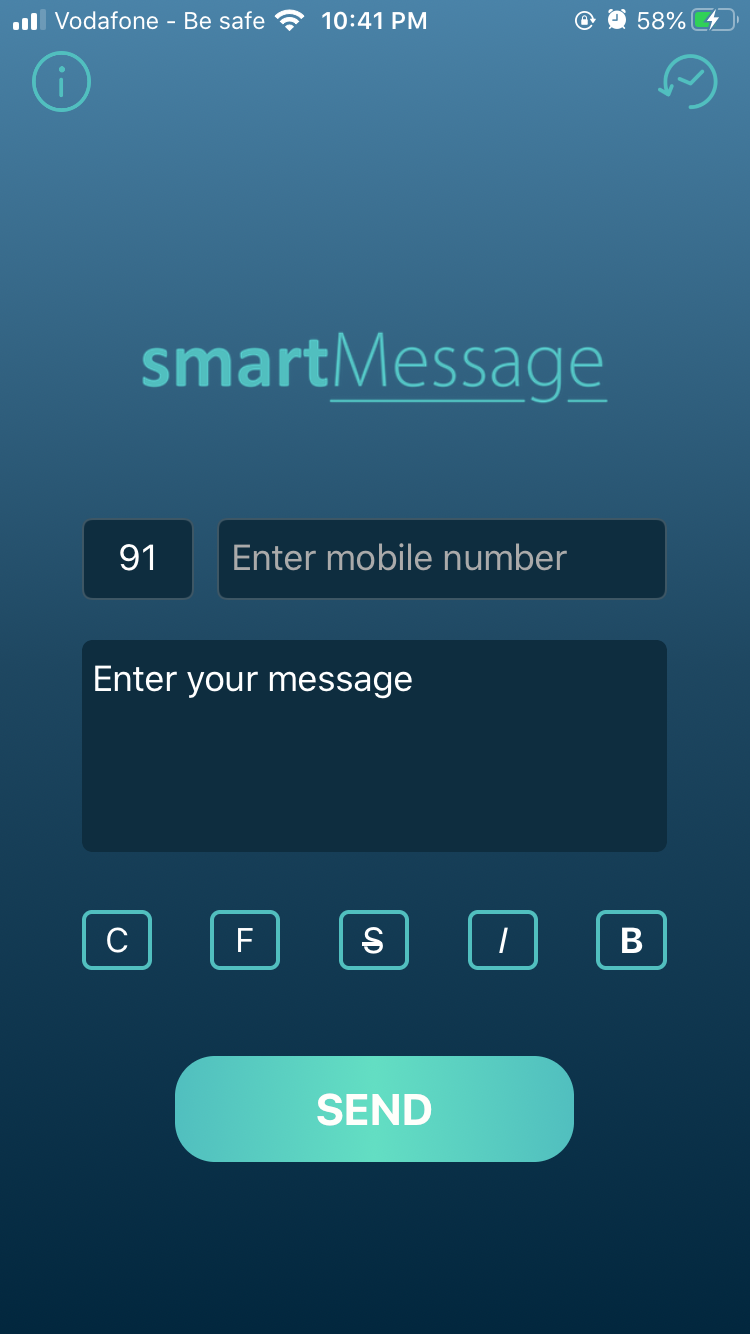 Vodafone - Be safe 10:41 PM 58%
smartMessage
91 Enter mobile number
Enter your message
C F S I B
SEND